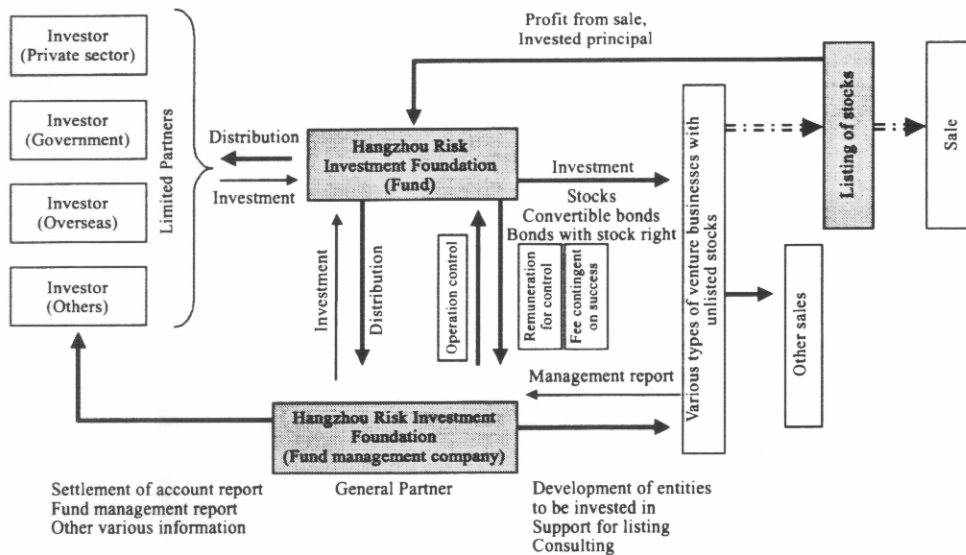 Profit from sale,
Invested principal
Investor
(Private sector)
Investor
(Government)
Investor
(Overseas)
Investor
(Others)
Limited Partners
Distribution
Investment
Hangzhou Risk
Investment Foundation
(Fund)
Investment
Stocks
Convertible bonds
Bonds with stock right
Investment
Distribution
Operation control
Remuneration
for control
Fee contingent
on success
Various types of venture businesses with
unlisted stocks
Listing of stocks
Sale
Other sales
Management report
Hangzhou Risk Investment
Foundation
(Fund management company)
General Partner
Settlement of account report
Fund management report
Other various information
Development of entities
to be invested in
Support for listing
Consulting